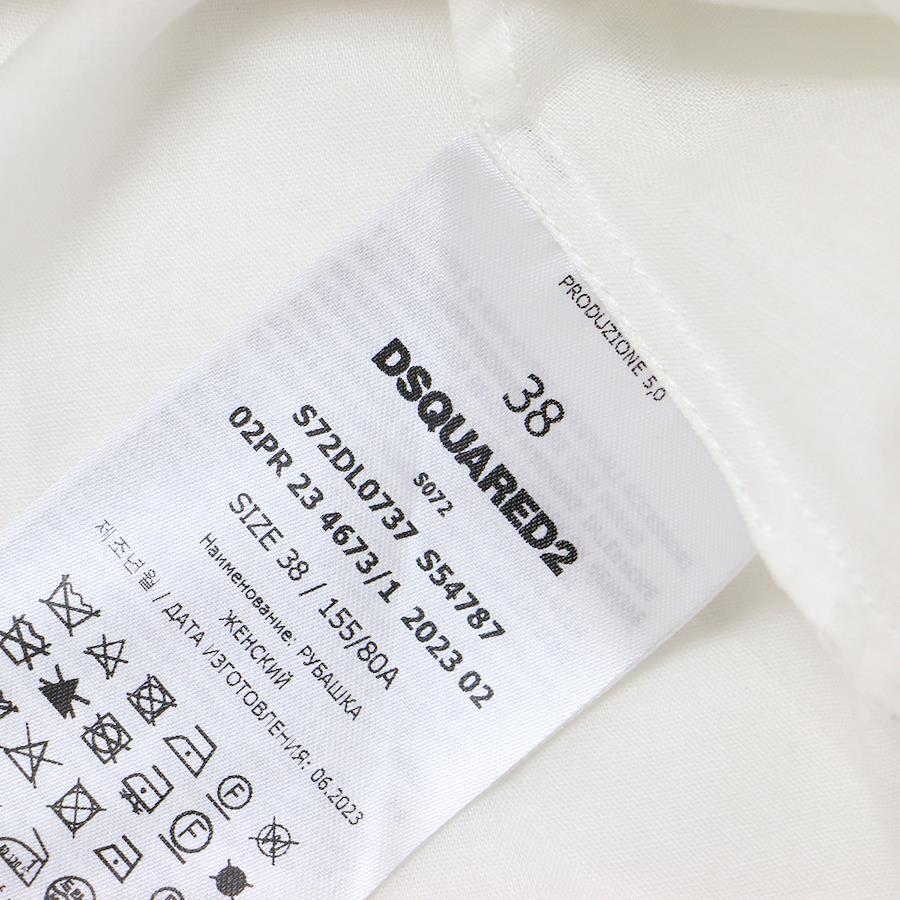 PRODUZIONE 5,0
38
DSQUARED2
S072
S72DL0737 S54787
02PR 23 4673/1 2023 02
SIZE 38 / 155/80A
Наименование: РУБАШКА
ЖЕНСКИЙ
제조년월 / ДАТА ИЗГОТОВЛЕНИЯ: 06.2023
F
W
F